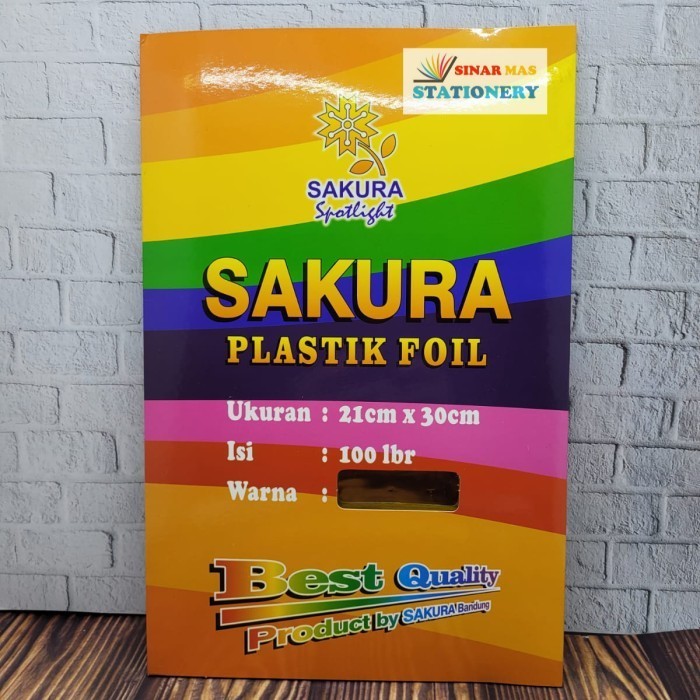 SINAR MAS
STATIONERY
SAKURA
Spotlight
SAKURA
PLASTIK FOIL
Ukuran : 21cm x 30cm
Isi : 100 lbr
Warna :
Best Quality
Product by SAKURA Bandung